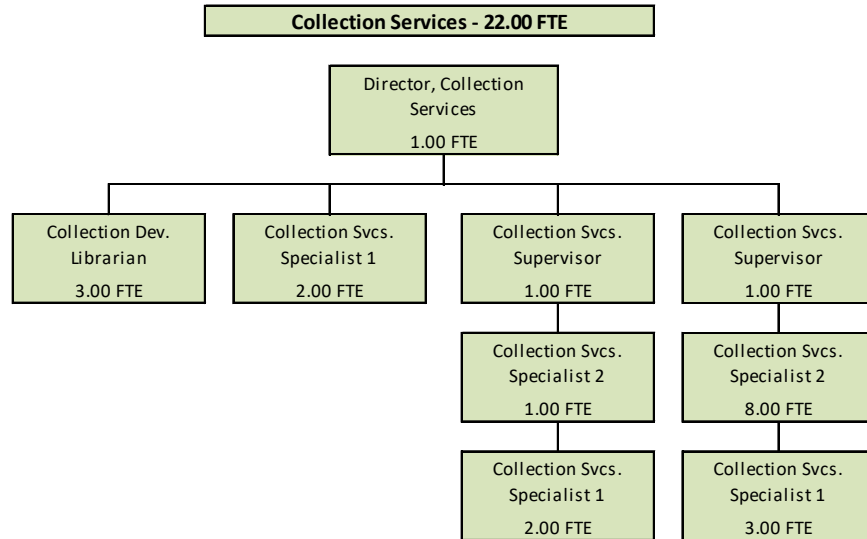 Collection Services - 22.00 FTE
Director, Collection
Services
1.00 FTE
Collection Dev.
Librarian
3.00 FTE
Collection Svcs.
Specialist 1
2.00 FTE
Collection Svcs.
Supervisor
1.00 FTE
Collection Svcs.
Supervisor
1.00 FTE
Collection Svcs.
Specialist 2
1.00 FTE
Collection Svcs.
Specialist 2
8.00 FTE
Collection Svcs.
Specialist 1
2.00 FTE
Collection Svcs.
Specialist 1
3.00 FTE